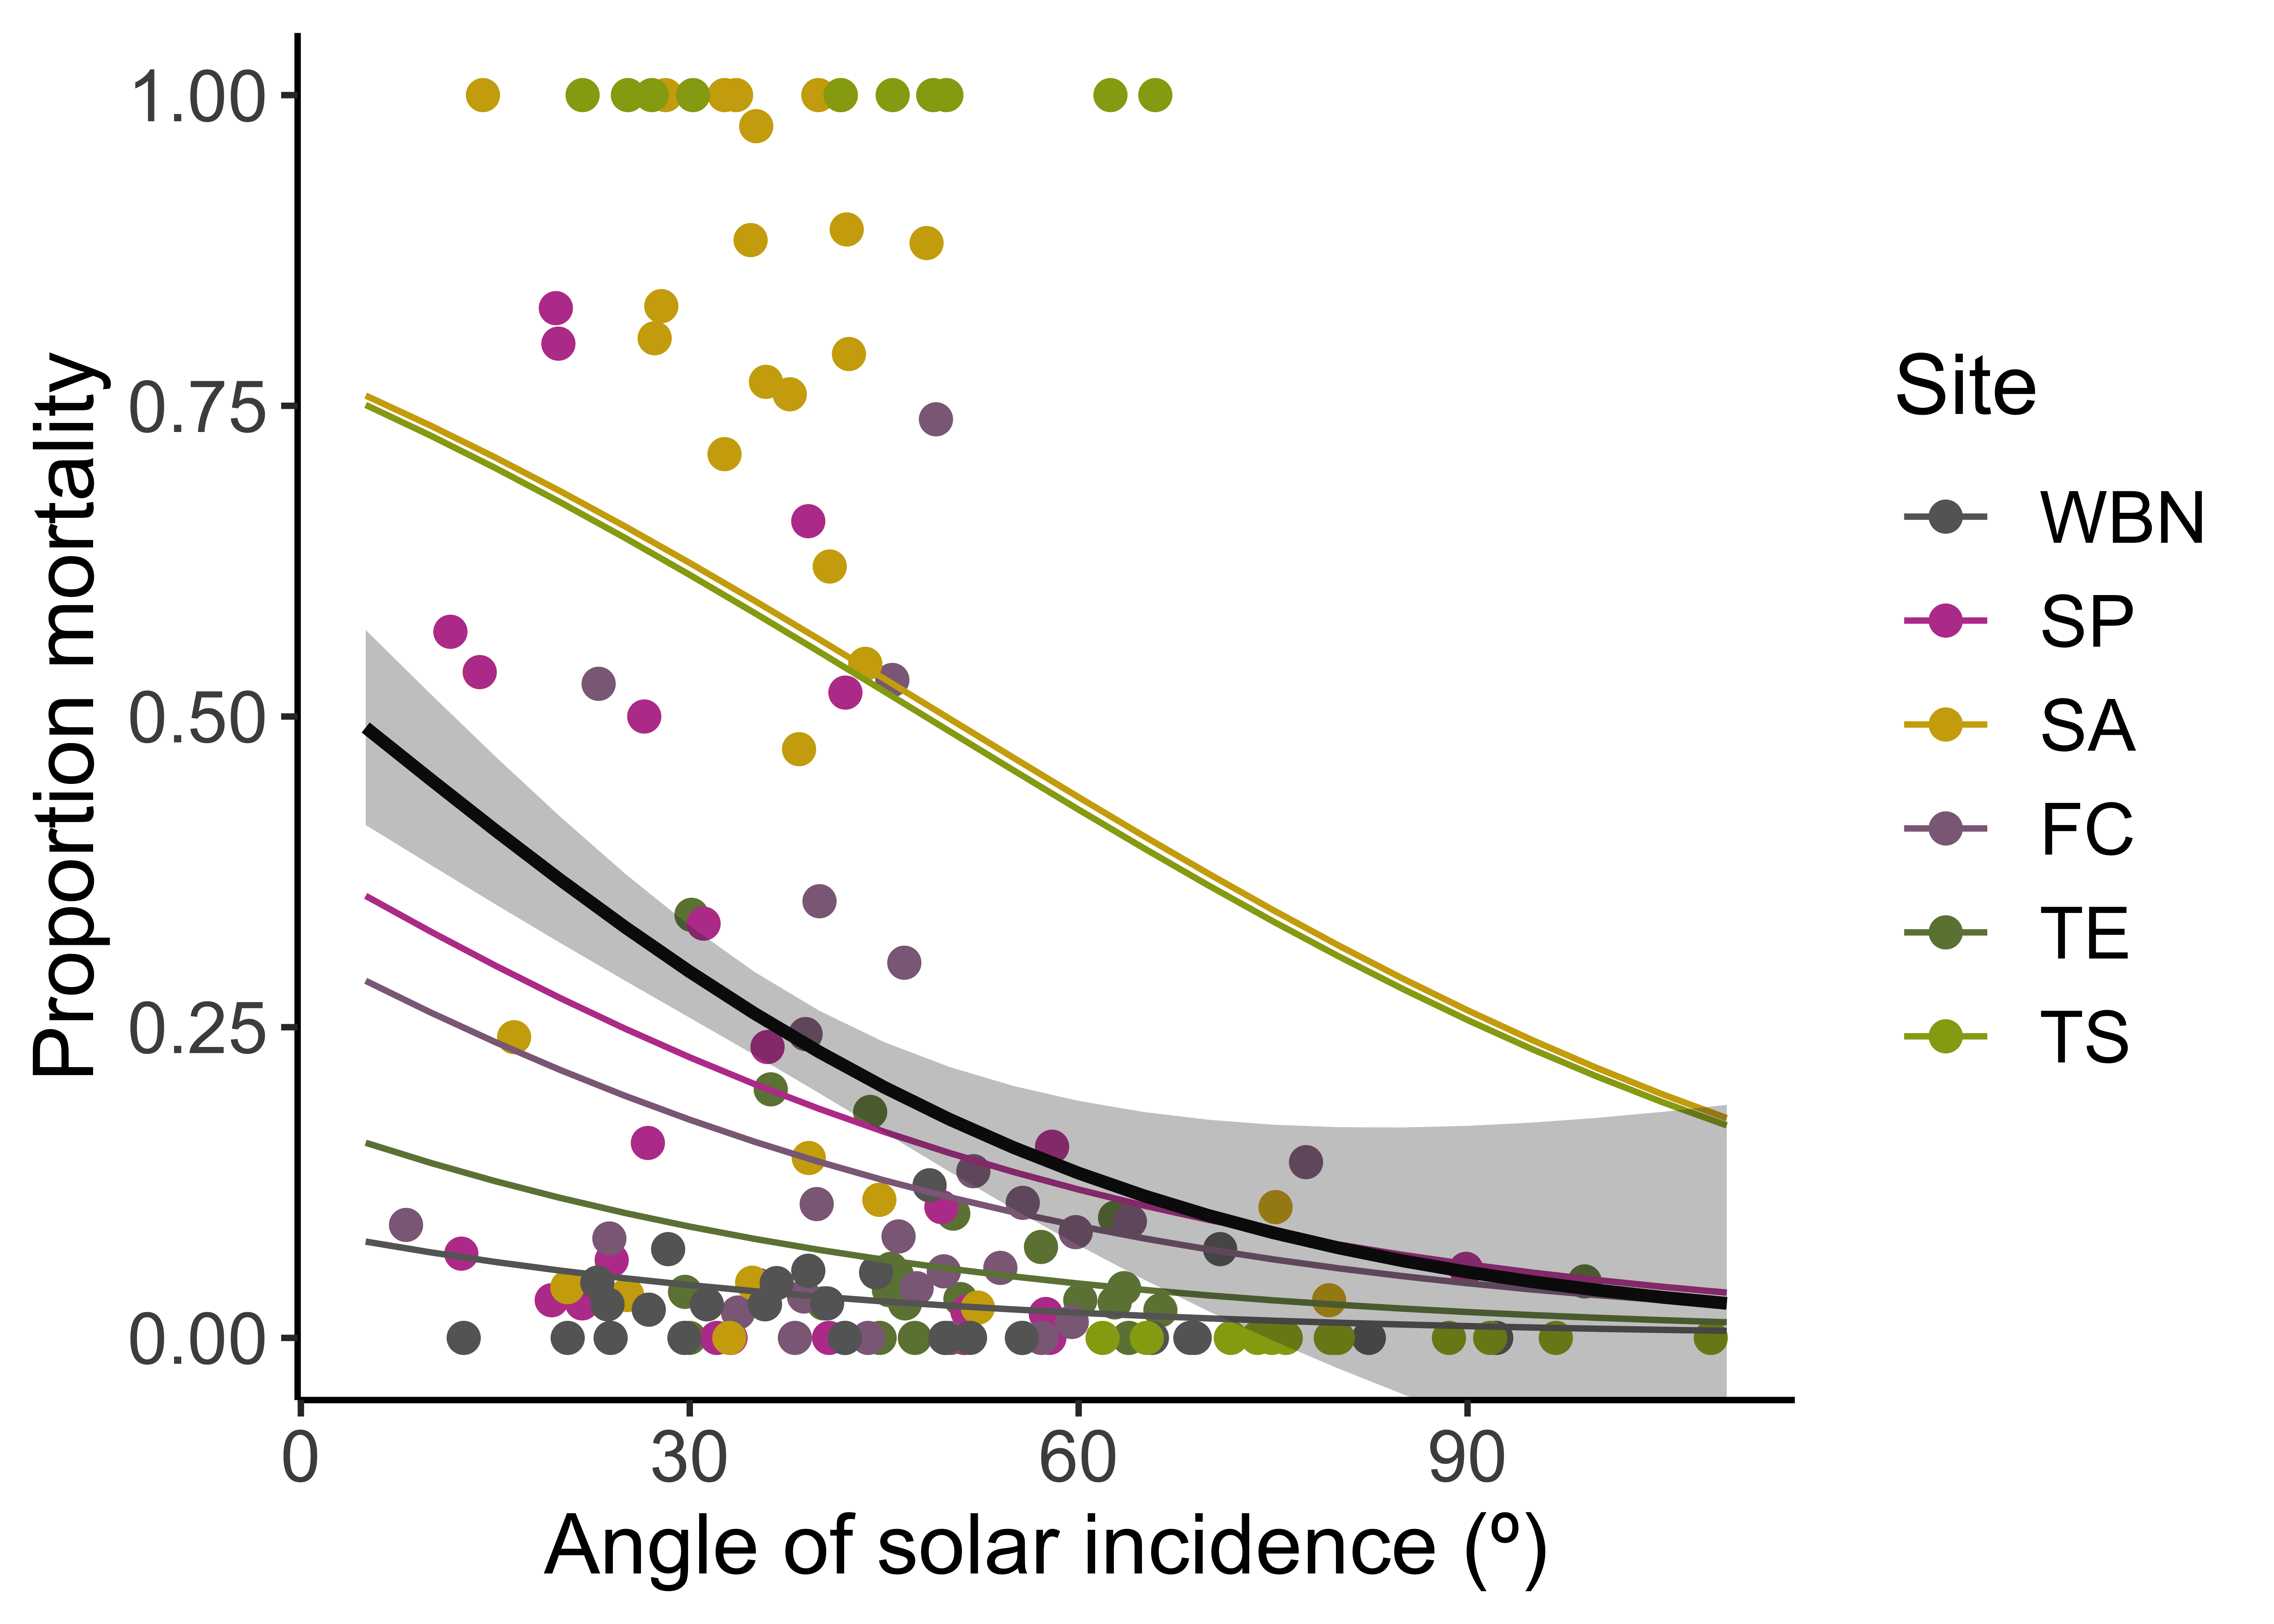 Proportion mortality
1.00
0.75
0.50
0.25
0.00
0 30 60 90
Angle of solar incidence (º)
Site
WBN
SP
SA
FC
TE
TS